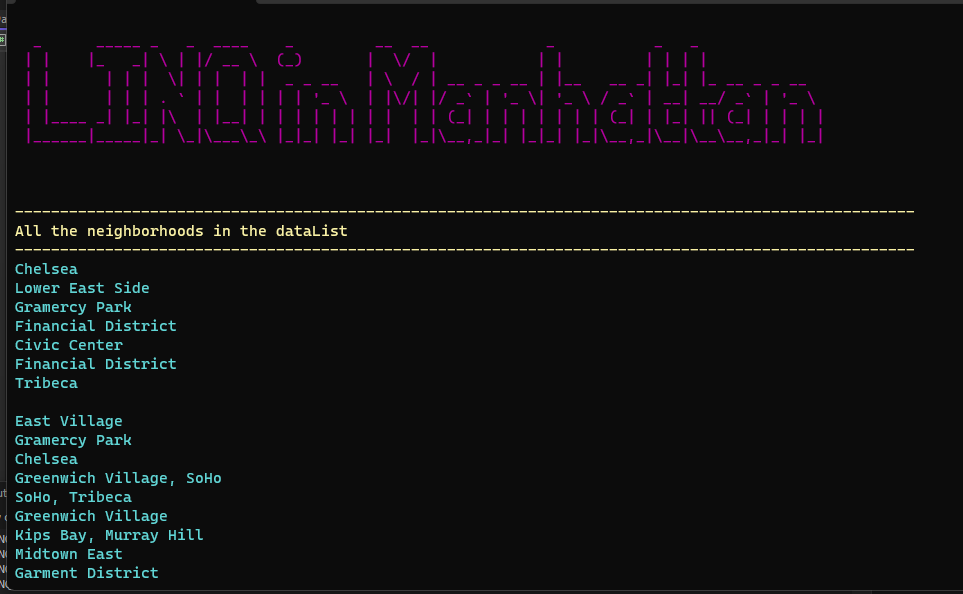 LINQ in Manhattan
All the neighborhoods in the dataList
Chelsea
Lower East Side
Gramercy Park
Financial District
Civic Center
Financial District
Tribeca
East Village
Gramercy Park
Chelsea
Greenwich Village, SoHo
SoHo, Tribeca
Greenwich Village
Kips Bay, Murray Hill
Midtown East
Garment District